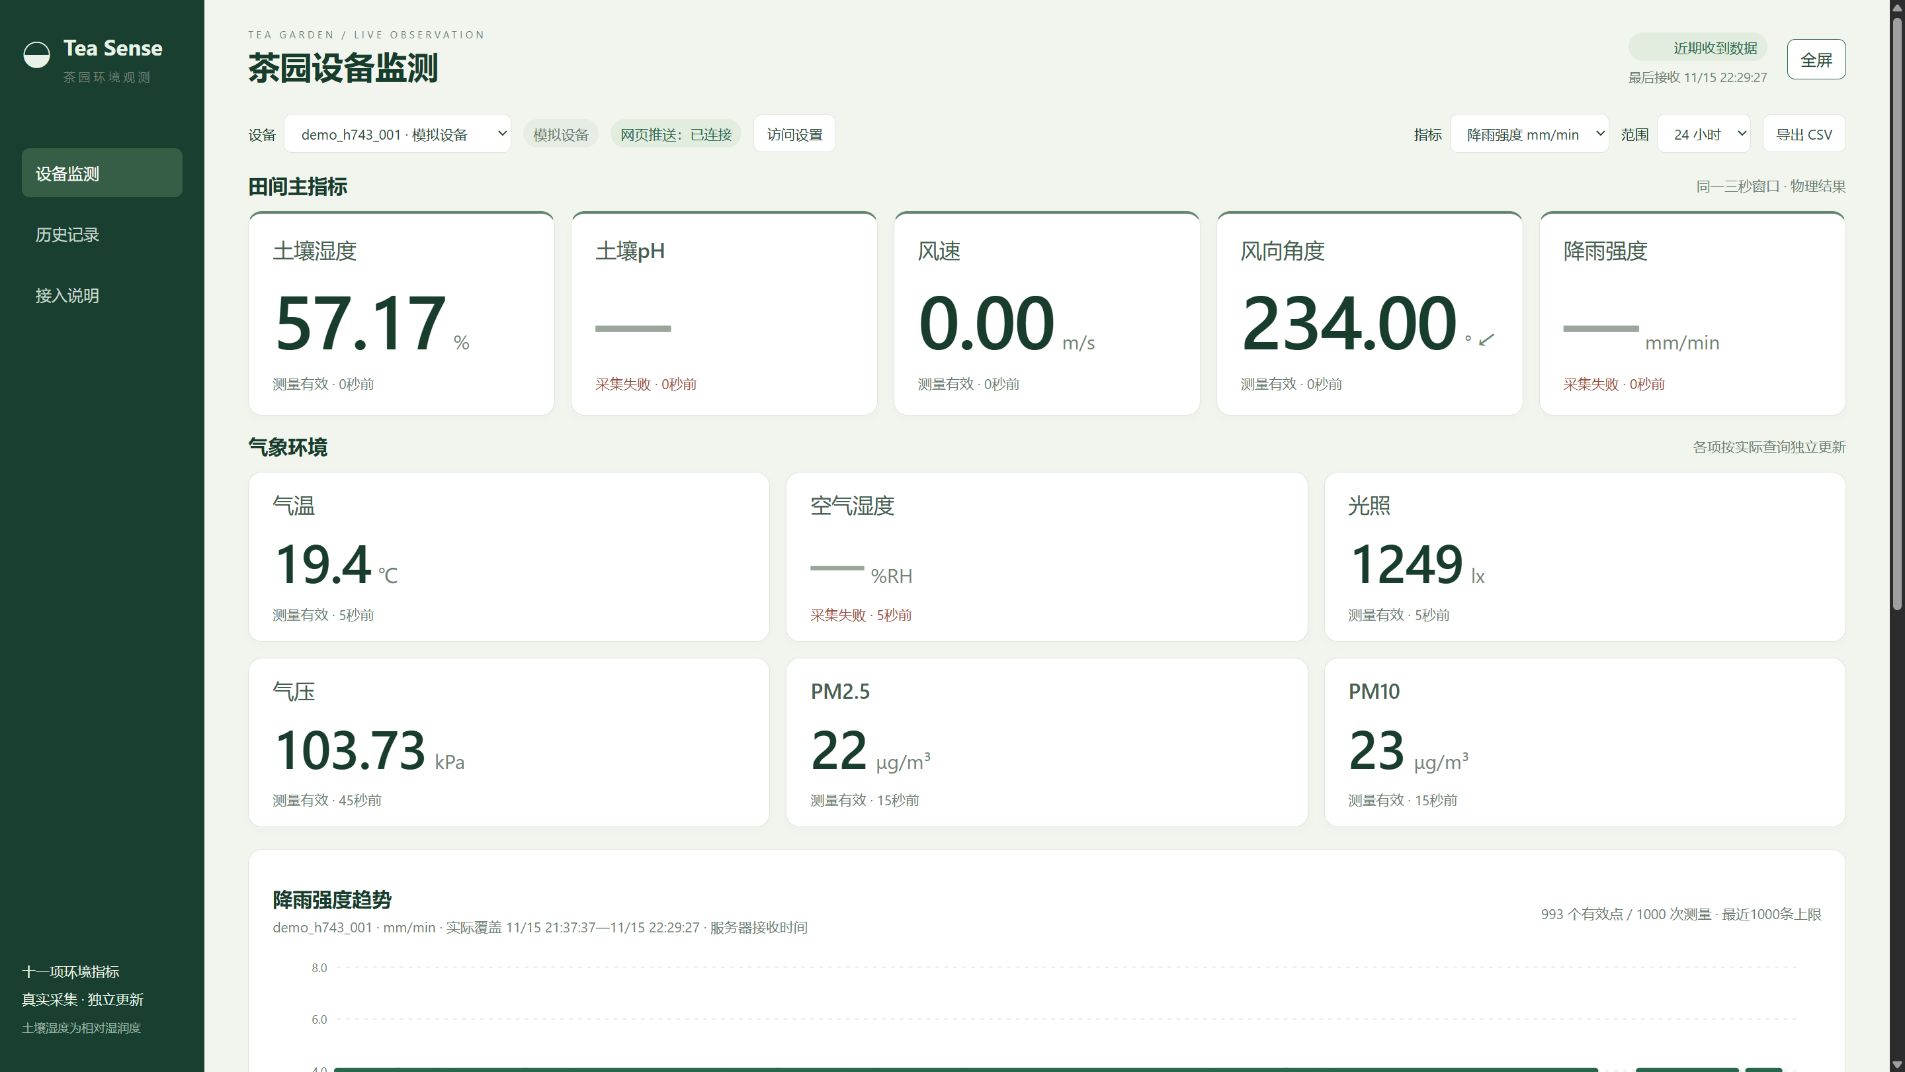 Tea Sense
茶园环境观测
设备监测
历史记录
接入说明
十一项环境指标
真实采集 · 独立更新
土壤湿度为相对湿润度
TEA GARDEN / LIVE OBSERVATION
茶园设备监测
近期收到数据
最后接收 11/15 22:29:27
全屏
设备 demo_h743_001 · 模拟设备 模拟设备 网页推送：已连接 访问设置 指标 降雨强度 mm/min 范围 24 小时 导出 CSV
田间主指标 同一三秒窗口 · 物理结果
土壤湿度
57.17 %
测量有效 · 0秒前
土壤pH
—
采集失败 · 0秒前
风速
0.00 m/s
测量有效 · 0秒前
风向角度
234.00 ° ↙
测量有效 · 0秒前
降雨强度
— mm/min
采集失败 · 0秒前
气象环境 各项按实际查询独立更新
气温
19.4 ℃
测量有效 · 5秒前
空气湿度
— %RH
采集失败 · 5秒前
光照
1249 lx
测量有效 · 5秒前
气压
103.73 kPa
测量有效 · 45秒前
PM2.5
22 µg/m³
测量有效 · 15秒前
PM10
23 µg/m³
测量有效 · 15秒前
降雨强度趋势
demo_h743_001 · mm/min · 实际覆盖 11/15 21:37:37—11/15 22:29:27 · 服务器接收时间
993 个有效点 / 1000 次测量 · 最近1000条上限
8.0
6.0
4.0